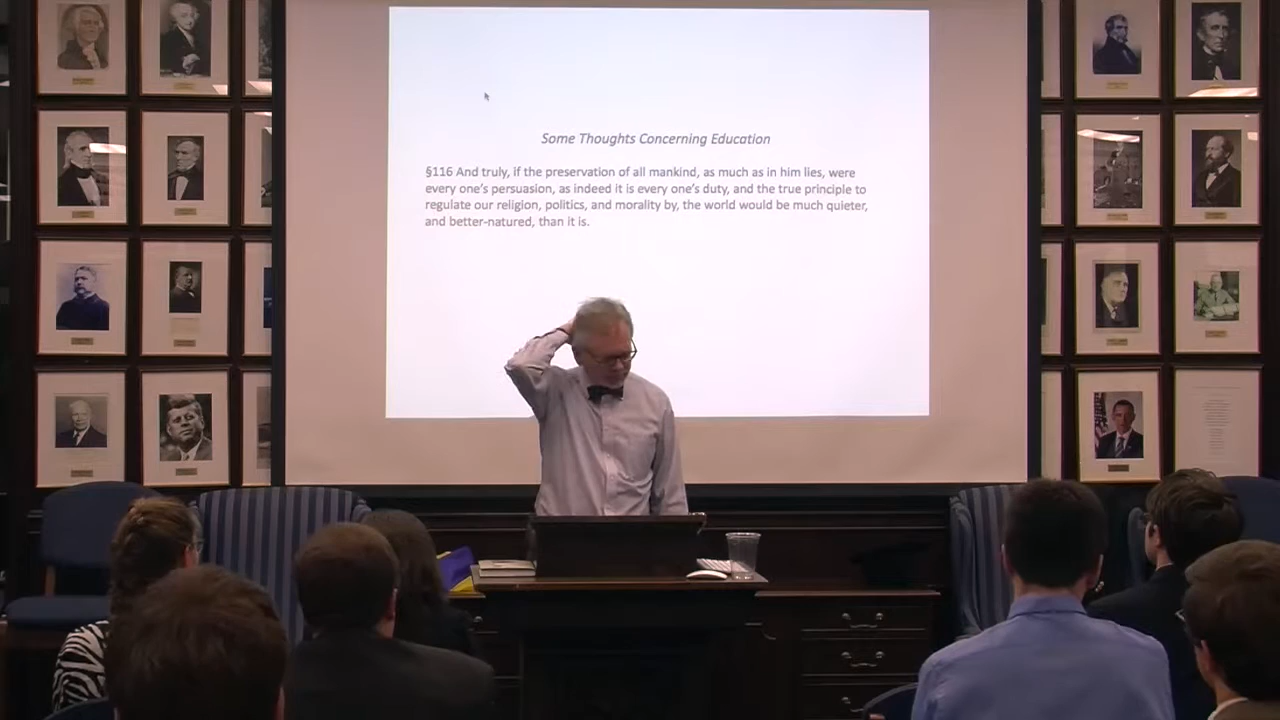 Some Thoughts Concerning Education
§116 And truly, if the preservation of all mankind, as much as in him lies, were
every one's persuasion, as indeed it is every one's duty, and the true principle to
regulate our religion, politics, and morality by, the world would be much quieter,
and better-natured, than it is.